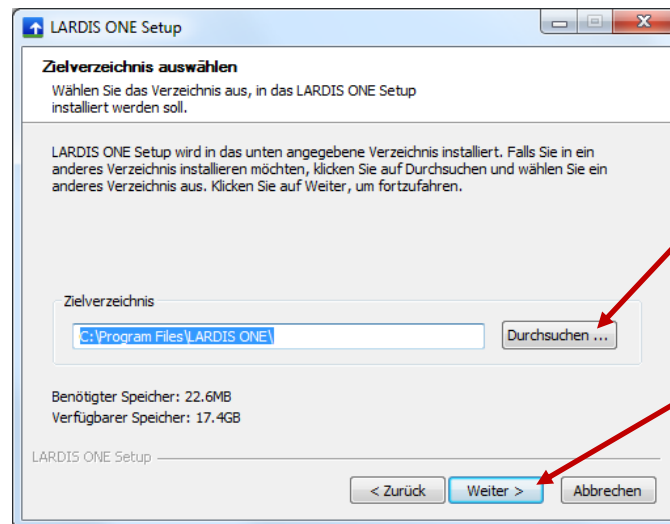 LARDIS ONE Setup
Zielverzeichnis auswählen
Wählen Sie das Verzeichnis aus, in das LARDIS ONE Setup
installiert werden soll.
LARDIS ONE Setup wird in das unten angegebene Verzeichnis installiert. Falls Sie in ein
anderes Verzeichnis installieren möchten, klicken Sie auf Durchsuchen und wählen Sie ein
anderes Verzeichnis aus. Klicken Sie auf Weiter, um fortzufahren.
Zielverzeichnis
C:\Program Files\LARDIS ONE\
Durchsuchen ...
Benötigter Speicher: 22.6MB
Verfügbarer Speicher: 17.4GB
LARDIS ONE Setup
< Zurück Weiter > Abbrechen